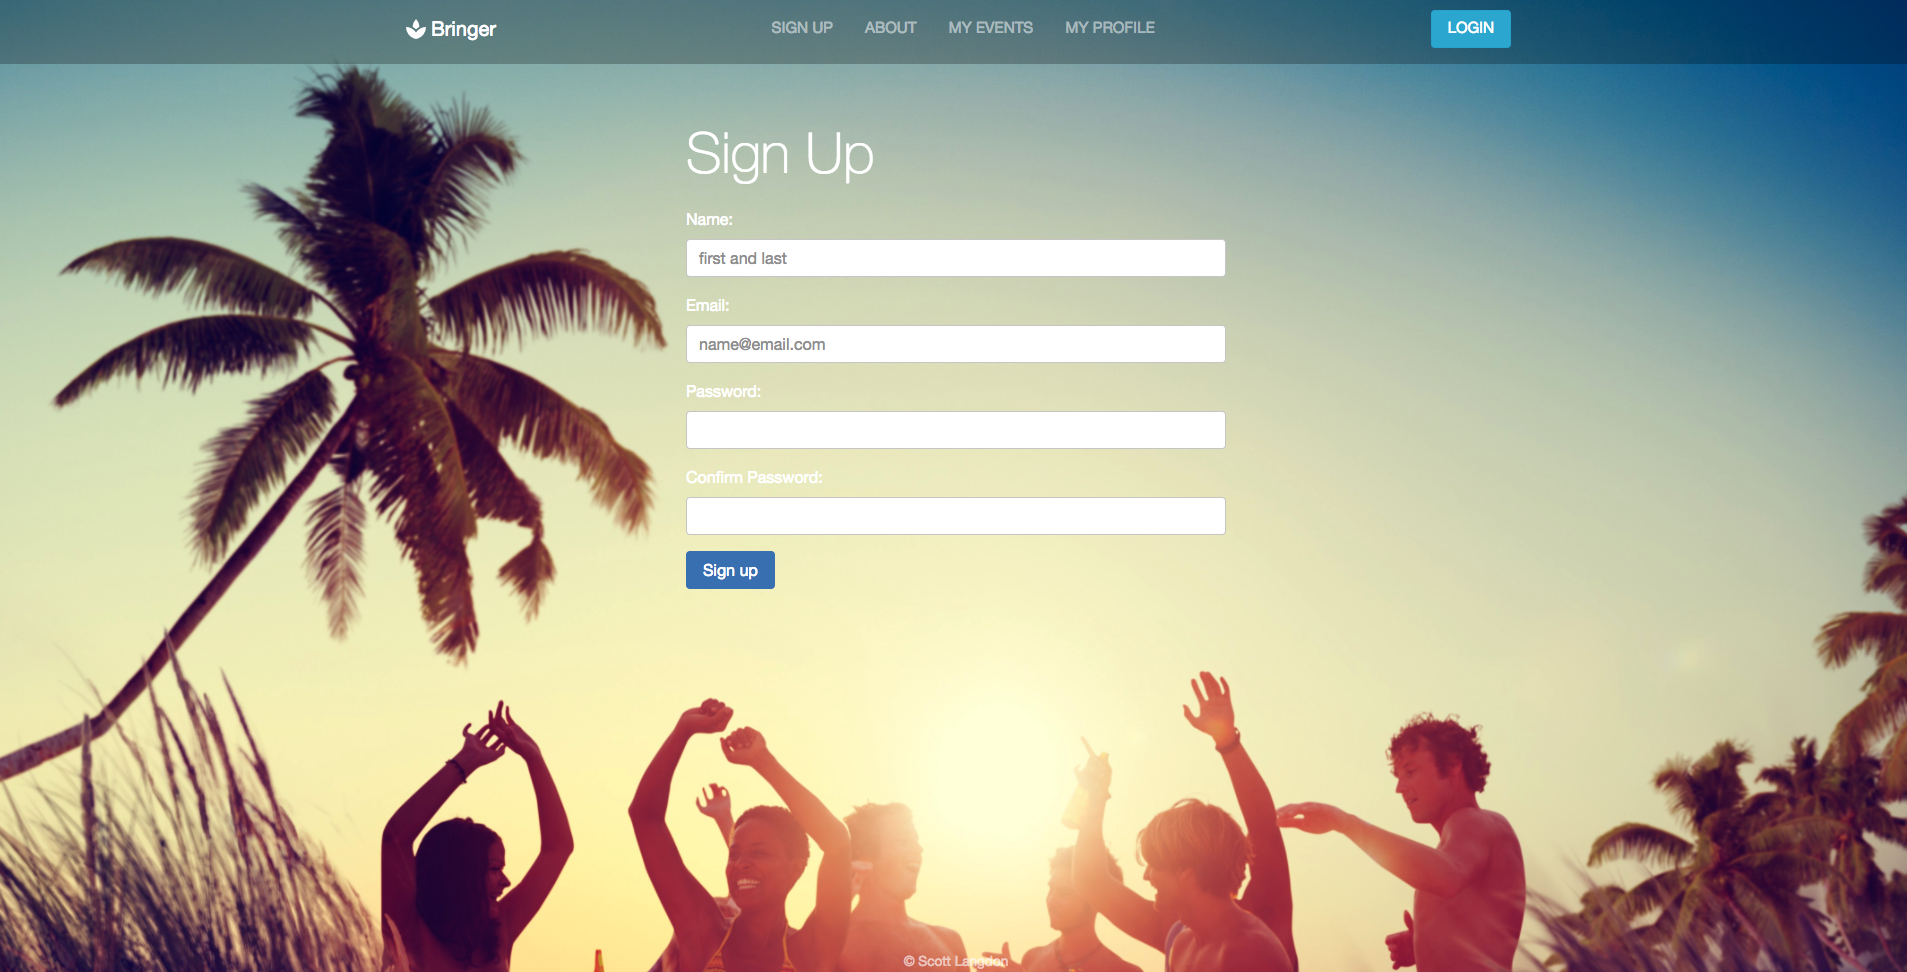 Bringer
SIGN UP ABOUT MY EVENTS MY PROFILE
LOGIN
Sign Up
Name:
first and last
Email:
name@email.com
Password:
Confirm Password:
Sign up
© Scott Langdon